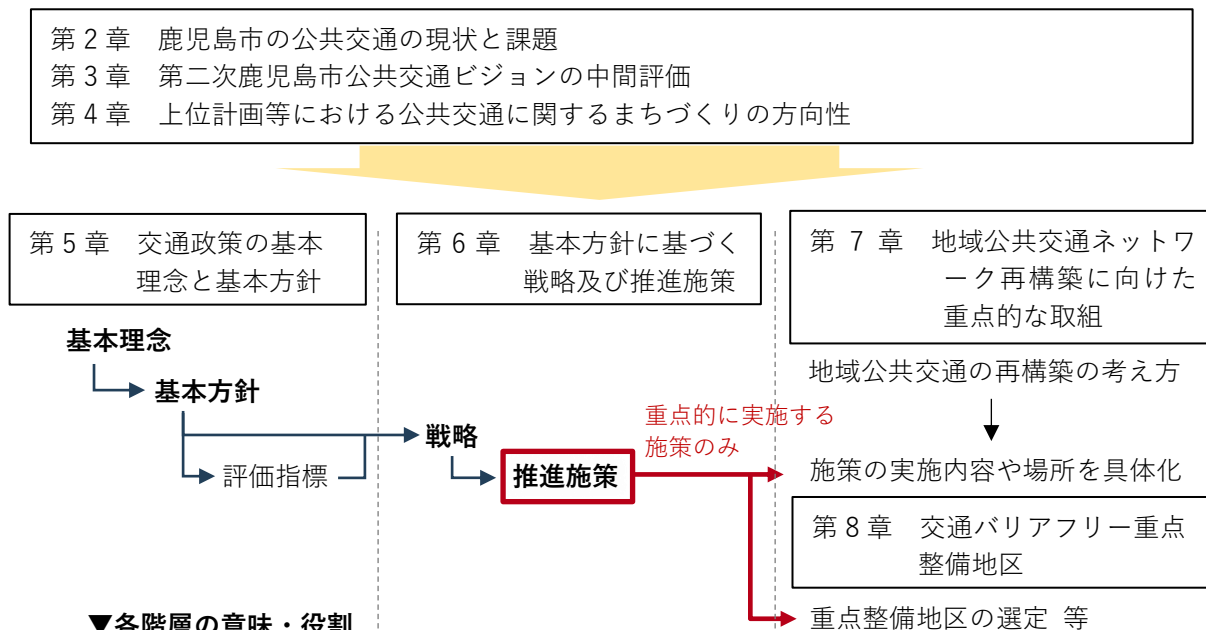 第２章　鹿児島市の公共交通の現状と課題
第３章　第二次鹿児島市公共交通ビジョンの中間評価
第４章　上位計画等における公共交通に関するまちづくりの方向性
第５章　交通政策の基本
理念と基本方針
第６章　基本方針に基づく
戦略及び推進施策
第７章　地域公共交通ネットワ
ーク再構築に向けた
重点的な取組
基本理念
基本方針
評価指標
戦略
推進施策
重点的に実施する
施策のみ
地域公共交通の再構築の考え方
施策の実施内容や場所を具体化
第８章　交通バリアフリー重点
整備地区
重点整備地区の選定 等
▼各階層の意味・役割